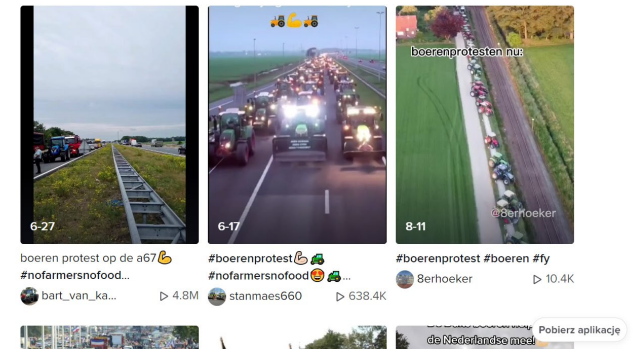 boerenprotesten nu:
@8erhoeker
6-27
6-17
8-11
boeren protest op de a67💪
#nofarmersnofood...
bart_van_ka...
4.8M
#boerenprotest💪🏻🚜
#nofarmersnofood😍🚜...
stanmaes660
638.4K
#boerenprotest #boeren #fy
8erhoeker
10.4K
de Nederlandse mee
Pobierz aplikację